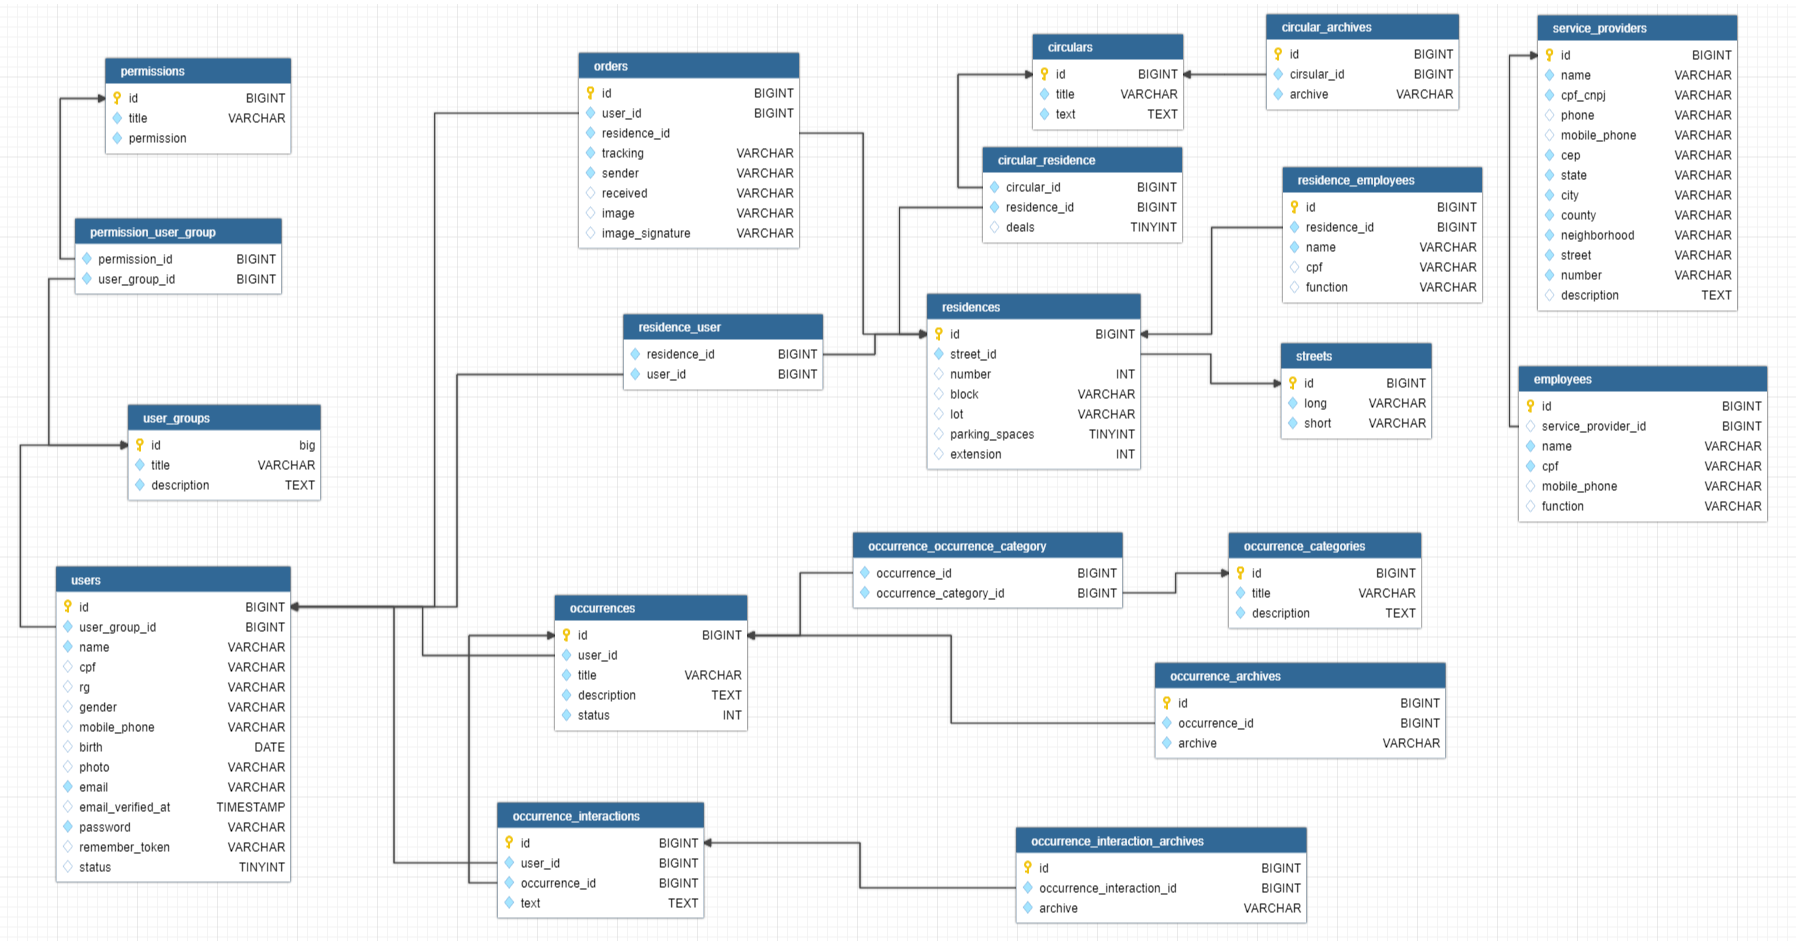 permissions
id BIGINT
title VARCHAR
permission
permission_user_group
permission_id BIGINT
user_group_id BIGINT
user_groups
id big
title VARCHAR
description TEXT
users
id BIGINT
user_group_id BIGINT
name VARCHAR
cpf VARCHAR
rg VARCHAR
gender VARCHAR
mobile_phone VARCHAR
birth DATE
photo VARCHAR
email VARCHAR
email_verified_at TIMESTAMP
password VARCHAR
remember_token VARCHAR
status TINYINT
orders
id BIGINT
user_id BIGINT
residence_id
tracking VARCHAR
sender VARCHAR
received VARCHAR
image VARCHAR
image_signature VARCHAR
residence_user
residence_id BIGINT
user_id BIGINT
occurrences
id BIGINT
user_id
title VARCHAR
description TEXT
status INT
occurrence_interactions
id BIGINT
user_id BIGINT
occurrence_id BIGINT
text TEXT
circulars
id BIGINT
title VARCHAR
text TEXT
circular_archives
id BIGINT
cirsular_id BIGINT
archive VARCHAR
circular_residence
circular_id BIGINT
residence_id BIGINT
deals TINYINT
residence_employees
id BIGINT
residence_id BIGINT
name VARCHAR
cpf VARCHAR
function VARCHAR
residences
id BIGINT
street_id
number INT
block VARCHAR
lot VARCHAR
parking_spaces TINYINT
extension INT
streets
id BIGINT
long VARCHAR
short VARCHAR
service_providers
id BIGINT
name VARCHAR
cpf_cnpj VARCHAR
phone VARCHAR
mobile_phone VARCHAR
cep VARCHAR
state VARCHAR
city VARCHAR
county VARCHAR
neighborhood VARCHAR
street VARCHAR
number VARCHAR
description TEXT
employees
id BIGINT
service_provider_id BIGINT
name VARCHAR
cpf VARCHAR
mobile_phone VARCHAR
function VARCHAR
occurrence_occurrence_category
occurrence_id BIGINT
occurrence_category_id BIGINT
occurrence_categories
id BIGINT
title VARCHAR
description TEXT
occurrence_archives
id BIGINT
occurrence_id BIGINT
archive VARCHAR
occurrence_interaction_archives
id BIGINT
occurrence_interaction_id BIGINT
archive VARCHAR